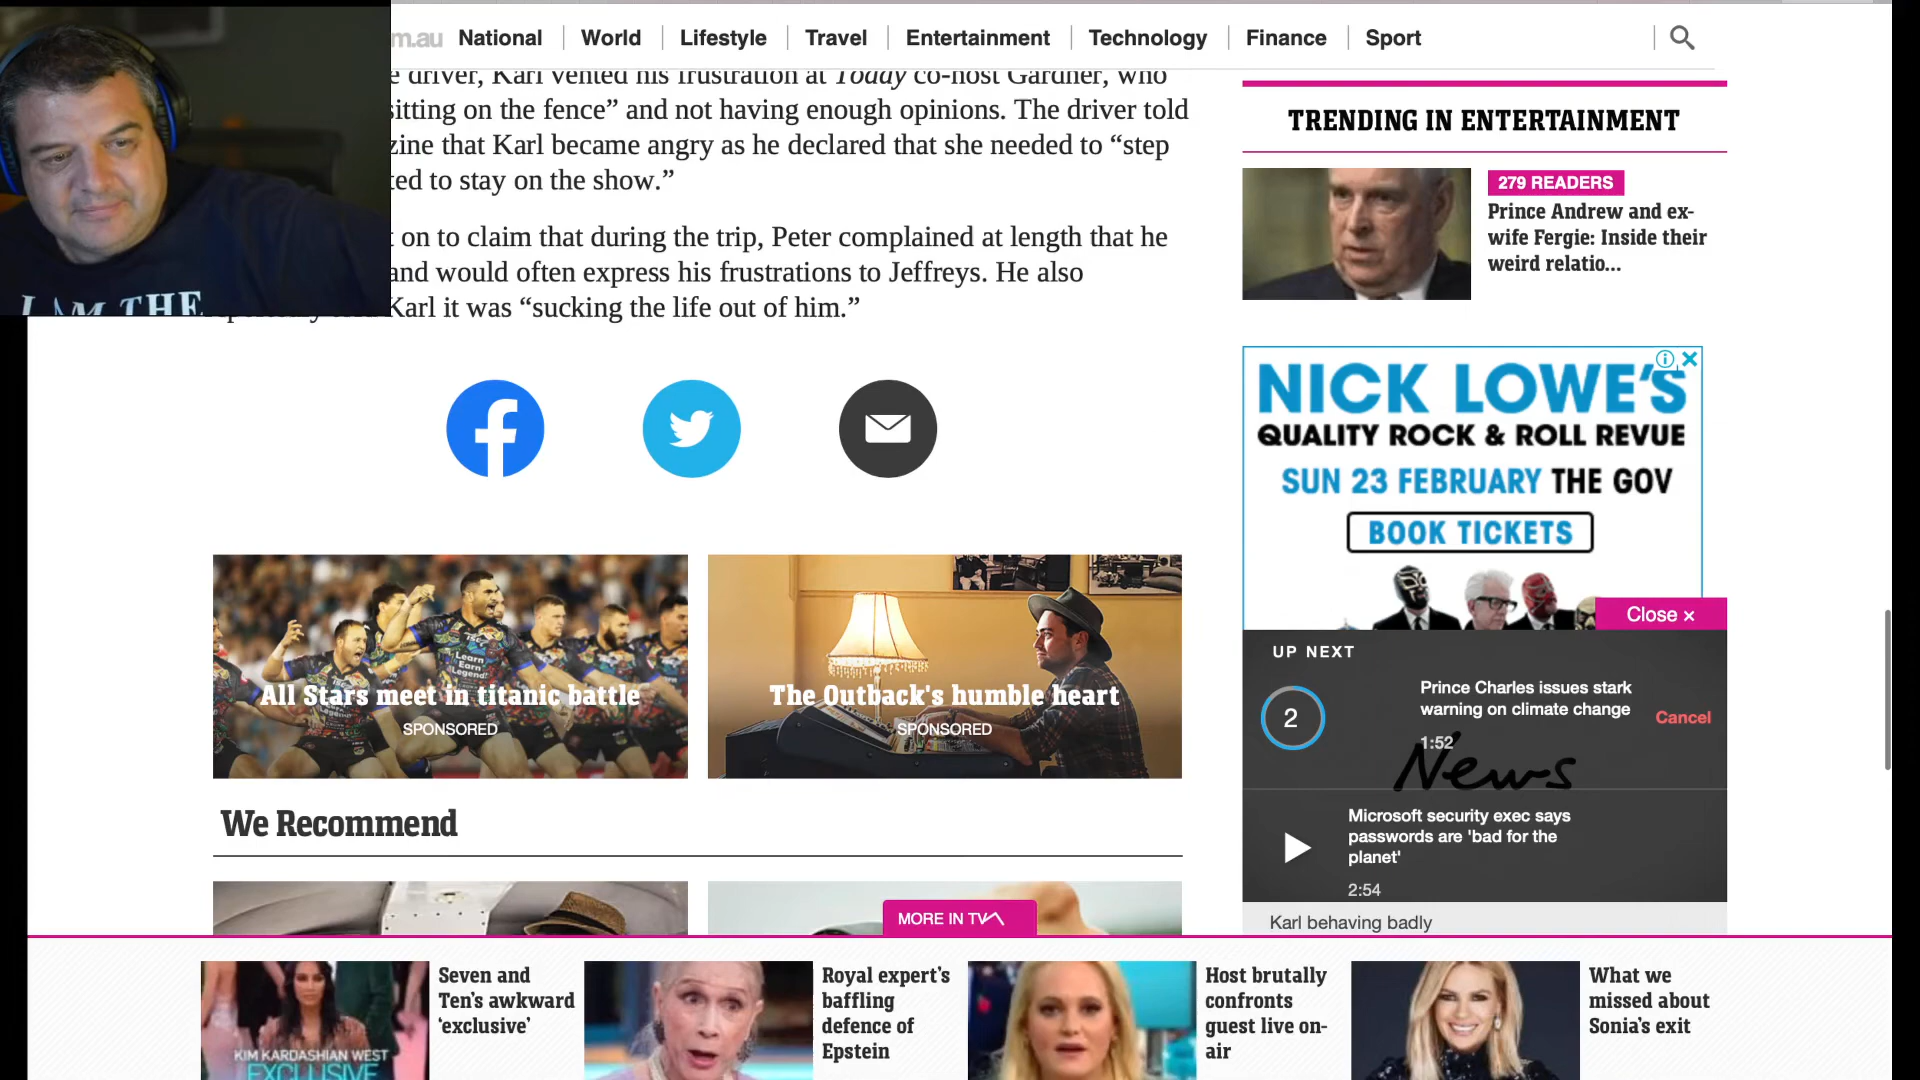 m.au National World Lifestyle Travel Entertainment Technology Finance Sport
e driver, Karl vented his frustration at Today co-host Gardner, who
sitting on the fence” and not having enough opinions. The driver told
zine that Karl became angry as he declared that she needed to “step
ted to stay on the show.”
t on to claim that during the trip, Peter complained at length that he
and would often express his frustrations to Jeffreys. He also
Karl it was “sucking the life out of him.”
I AM THE
All Stars meet in titanic battle
SPONSORED
The Outback's humble heart
SPONSORED
Learn
Earn
Legend!
We Recommend
TRENDING IN ENTERTAINMENT
279 READERS
Prince Andrew and ex-
wife Fergie: Inside their
weird relatio...
NICK LOWE'S
QUALITY ROCK & ROLL REVUE
SUN 23 FEBRUARY THE GOV
BOOK TICKETS
Close ×
UP NEXT
2
Prince Charles issues stark
warning on climate change
Cancel
1:52
News
Microsoft security exec says
passwords are 'bad for the
planet'
2:54
Karl behaving badly
MORE IN TV
Seven and
Ten's awkward
‘exclusive’
KIM KARDASHIAN WEST
EXCLUSIVE
Royal expert’s
baffling
defence of
Epstein
Host brutally
confronts
guest live on-
air
What we
missed about
Sonia’s exit